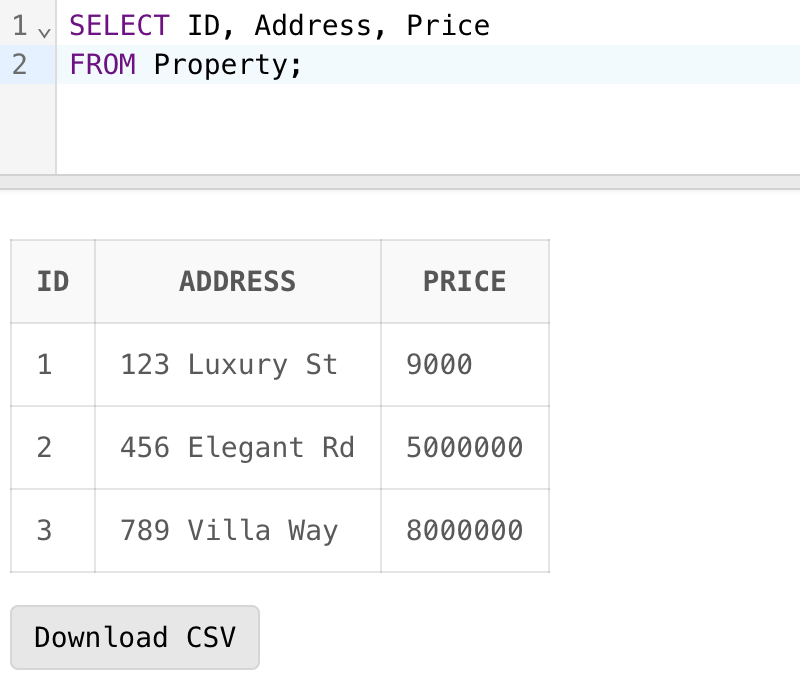 1 SELECT ID, Address, Price
2 FROM Property;
ID ADDRESS PRICE
1 123 Luxury St 9000
2 456 Elegant Rd 5000000
3 789 Villa Way 8000000
Download CSV